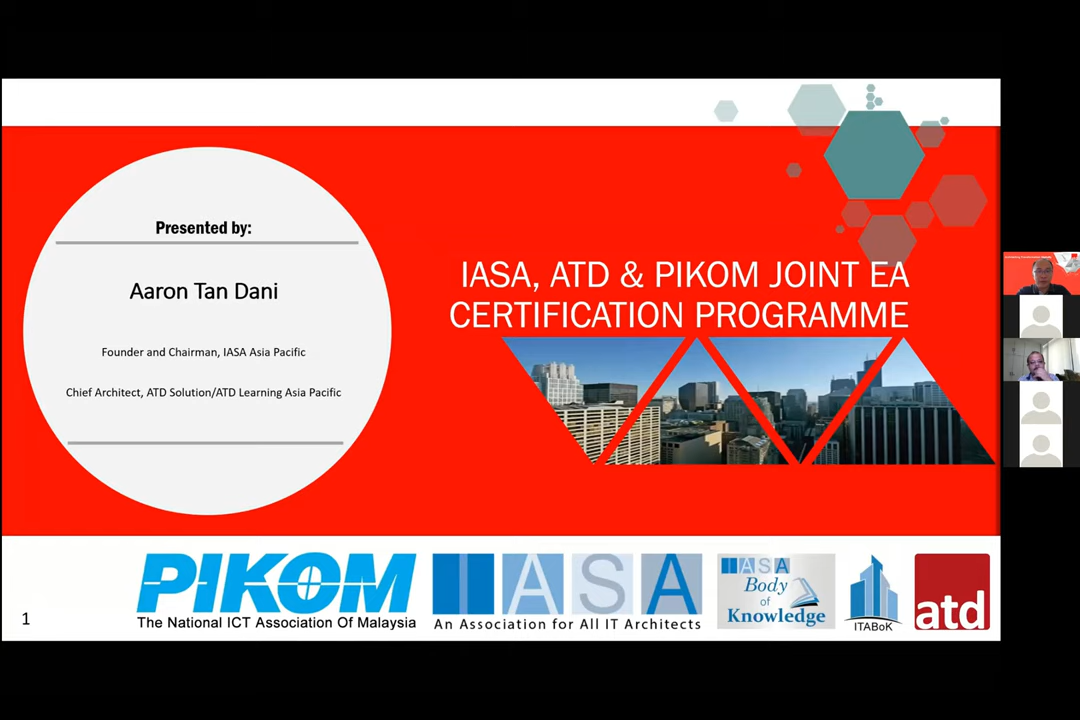 Presented by:
Aaron Tan Dani
Founder and Chairman, IASA Asia Pacific
Chief Architect, ATD Solution/ATD Learning Asia Pacific
IASA, ATD & PIKOM JOINT EA
CERTIFICATION PROGRAMME
1
PIKOM
The National ICT Association Of Malaysia
IASA
An Association for All IT Architects
IASA
Body
of
Knowledge
ITABoK
atd